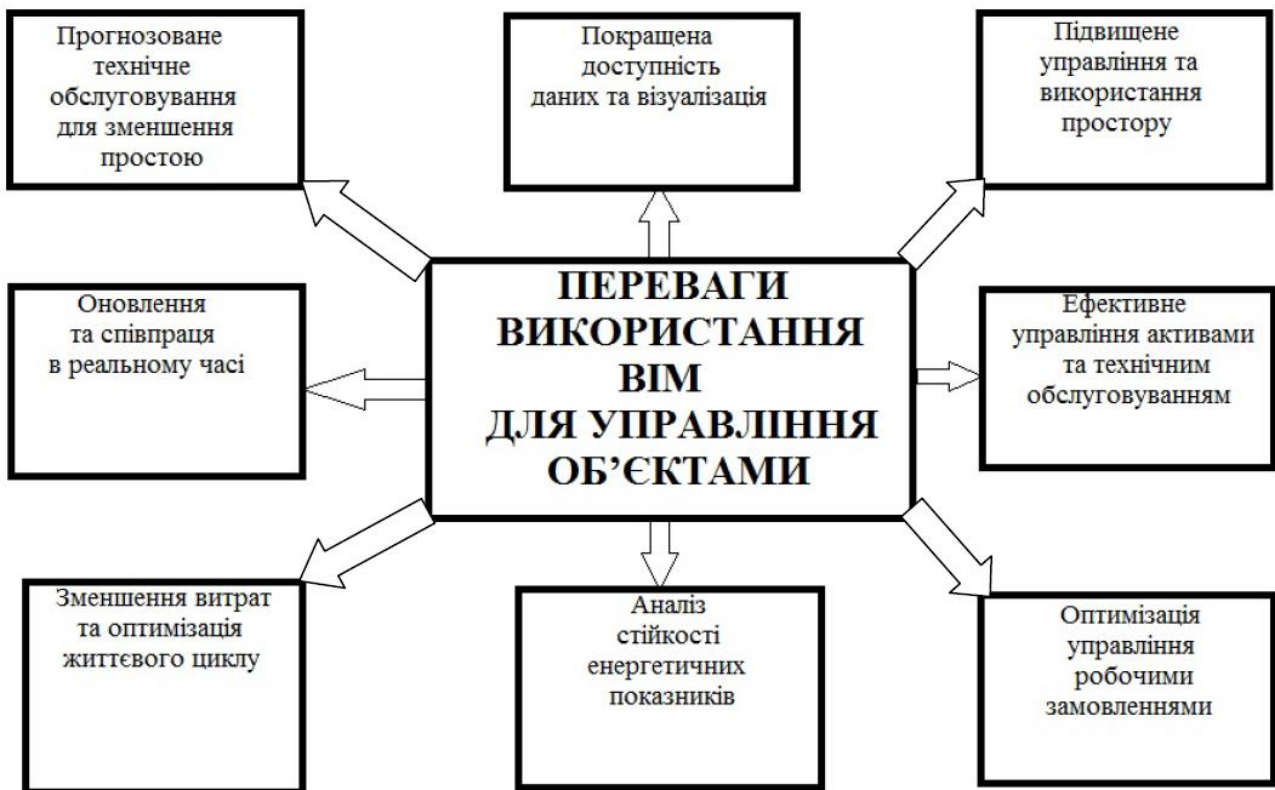 Прогнозоване
технічне
обслуговування
для зменшення
простою
Покращена
доступність
даних та візуалізація
Підвищене
управління та
використання
простору
Оновлення
та співпраця
в реальному часі
ПЕРЕВАГИ
ВИКОРИСТАННЯ
ВІМ
ДЛЯ УПРАВЛІННЯ
ОБ’ЄКТАМИ
Ефективне
управління активами
та технічним
обслуговуванням
Зменшення витрат
та оптимізація
життєвого циклу
Аналіз
стійкості
енергетичних
показників
Оптимізація
управління
робочими
замовленнями